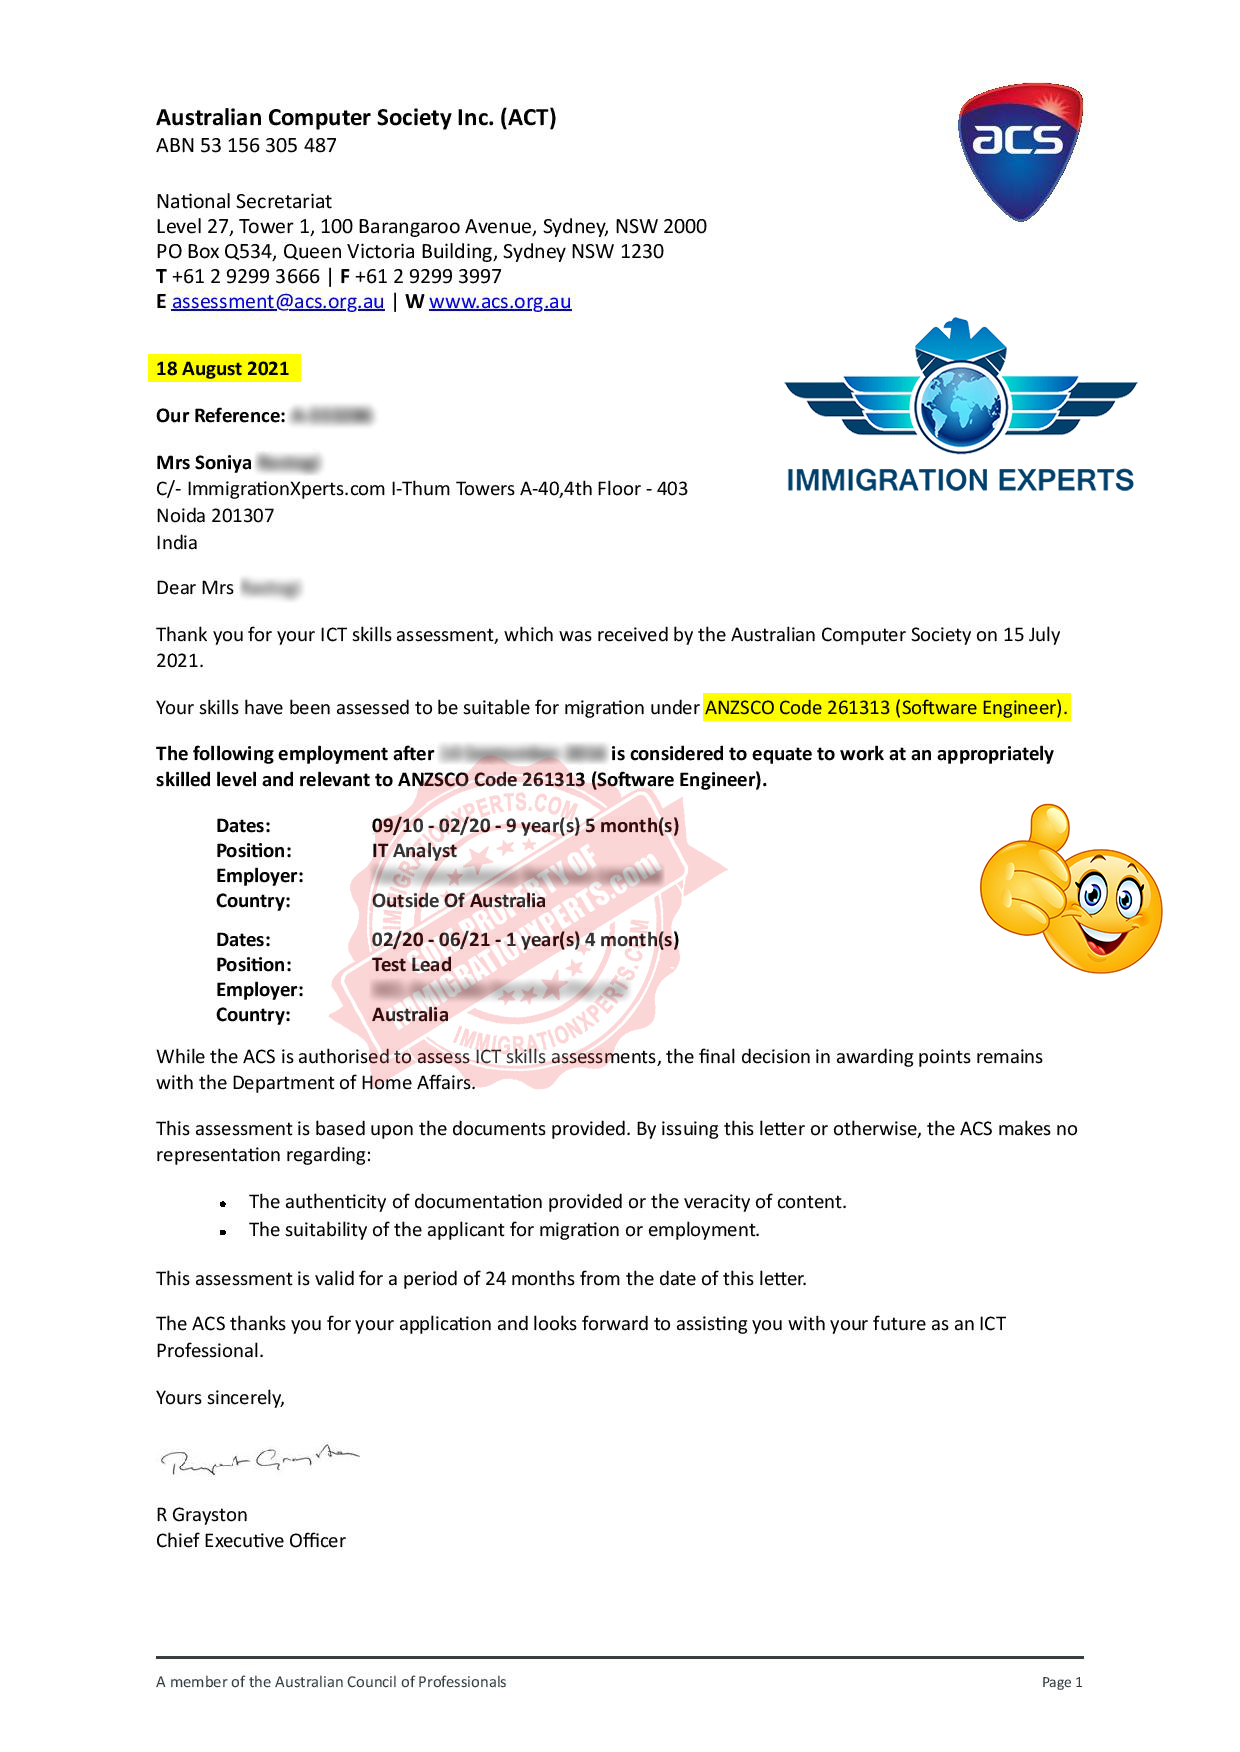 Australian Computer Society Inc. (ACT)
ABN 53 156 305 487
acs
National Secretariat
Level 27, Tower 1, 100 Barangaroo Avenue, Sydney, NSW 2000
PO Box Q534, Queen Victoria Building, Sydney NSW 1230
T +61 2 9299 3666 | F +61 2 9299 3997
E assessment@acs.org.au | W www.acs.org.au
18 August 2021
Our Reference:
IMMIGRATION EXPERTS
Mrs Soniya
C/- ImmigrationXperts.com I-Thum Towers A-40,4th Floor - 403
Noida 201307
India
Dear Mrs
Thank you for your ICT skills assessment, which was received by the Australian Computer Society on 15 July
2021.
Your skills have been assessed to be suitable for migration under ANZSCO Code 261313 (Software Engineer).
The following employment after is considered to equate to work at an appropriately
skilled level and relevant to ANZSCO Code 261313 (Software Engineer).
Dates: 09/10 - 02/20 - 9 year(s) 5 month(s)
Position: IT Analyst
Employer:
Country: Outside Of Australia
Dates: 02/20 - 06/21 - 1 year(s) 4 month(s)
Position: Test Lead
Employer:
Country: Australia
IMMIGRATIONXPERTS.COM
SOLE PROPERTY OF
IMMIGRATIONXPERTS.com
IMMIGRATIONXPERTS.COM
While the ACS is authorised to assess ICT skills assessments, the final decision in awarding points remains
with the Department of Home Affairs.
This assessment is based upon the documents provided. By issuing this letter or otherwise, the ACS makes no
representation regarding:
• The authenticity of documentation provided or the veracity of content.
• The suitability of the applicant for migration or employment.
This assessment is valid for a period of 24 months from the date of this letter.
The ACS thanks you for your application and looks forward to assisting you with your future as an ICT
Professional.
Yours sincerely,
Rupert Grayston
R Grayston
Chief Executive Officer
A member of the Australian Council of Professionals Page 1